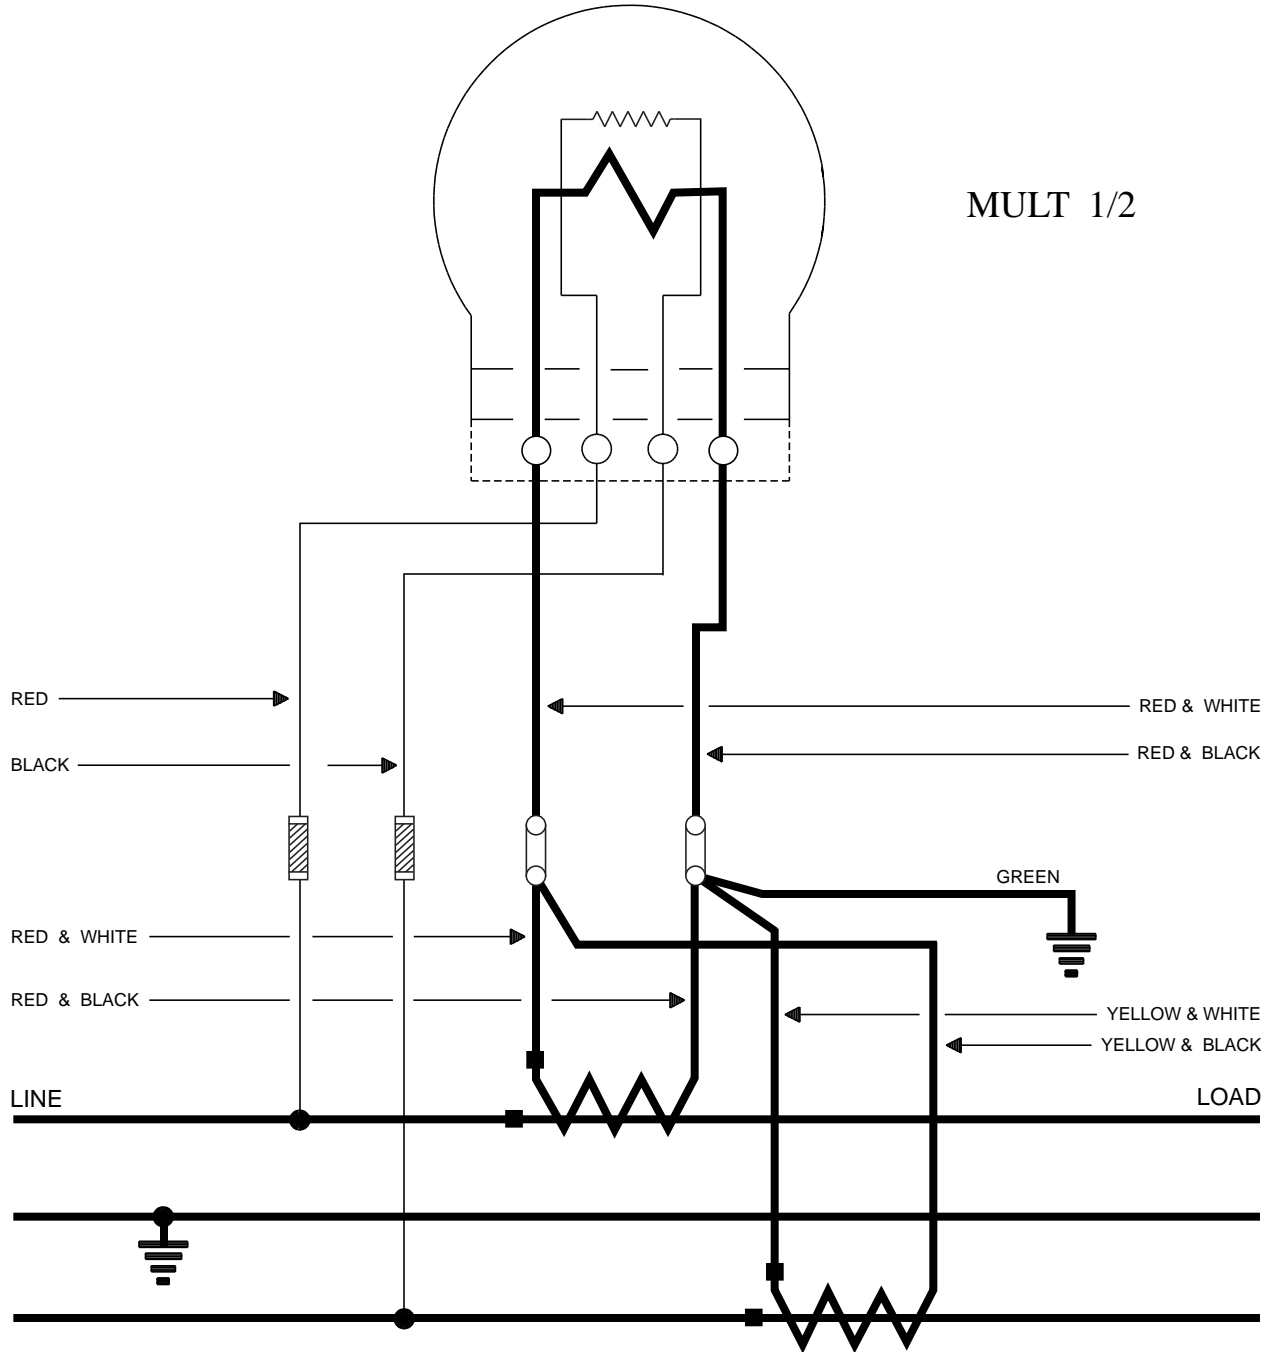 MULT 1/2
RED
RED & WHITE
RED & BLACK
BLACK
GREEN
RED & WHITE
RED & BLACK
YELLOW & WHITE
YELLOW & BLACK
LINE
LOAD